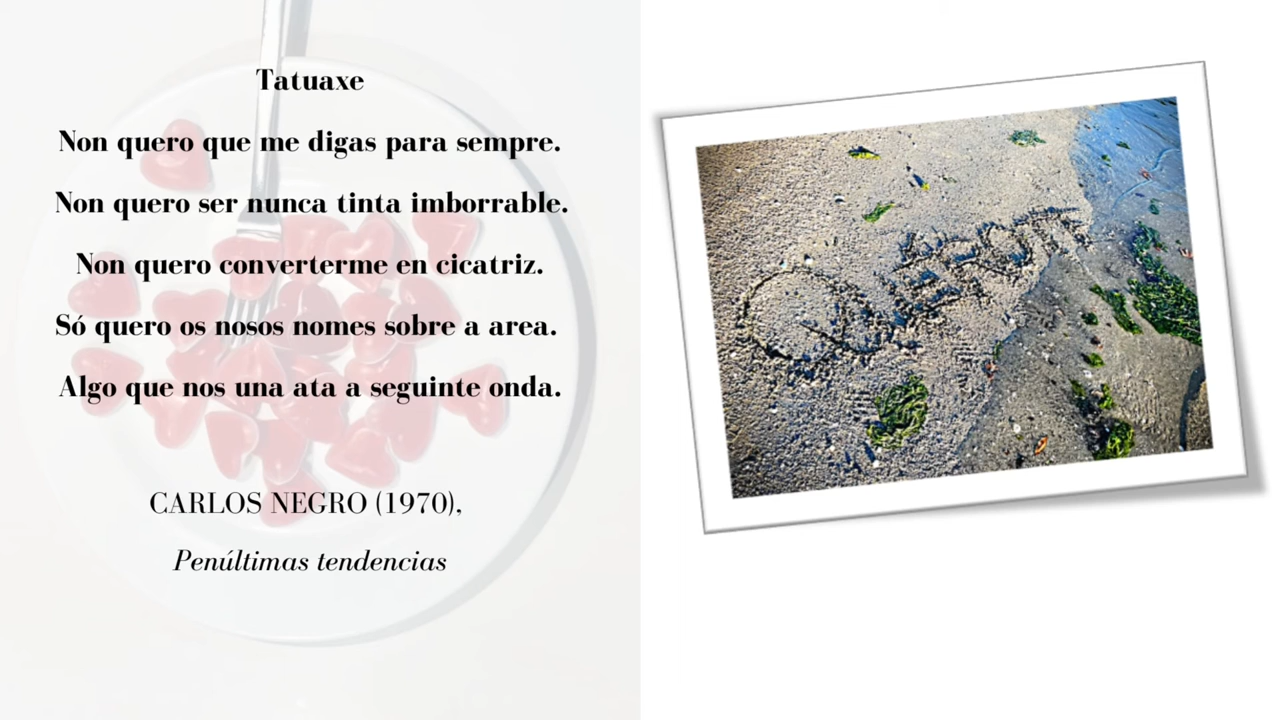 Tatuaxe
Non quero que me digas para sempre.
Non quero ser nunca tinta imborrable.
Non quero converterme en cicatriz.
Só quero os nosos nomes sobre a area.
Algo que nos una ata a seguinte onda.
CARLOS NEGRO (1970),
Penúltimas tendencias